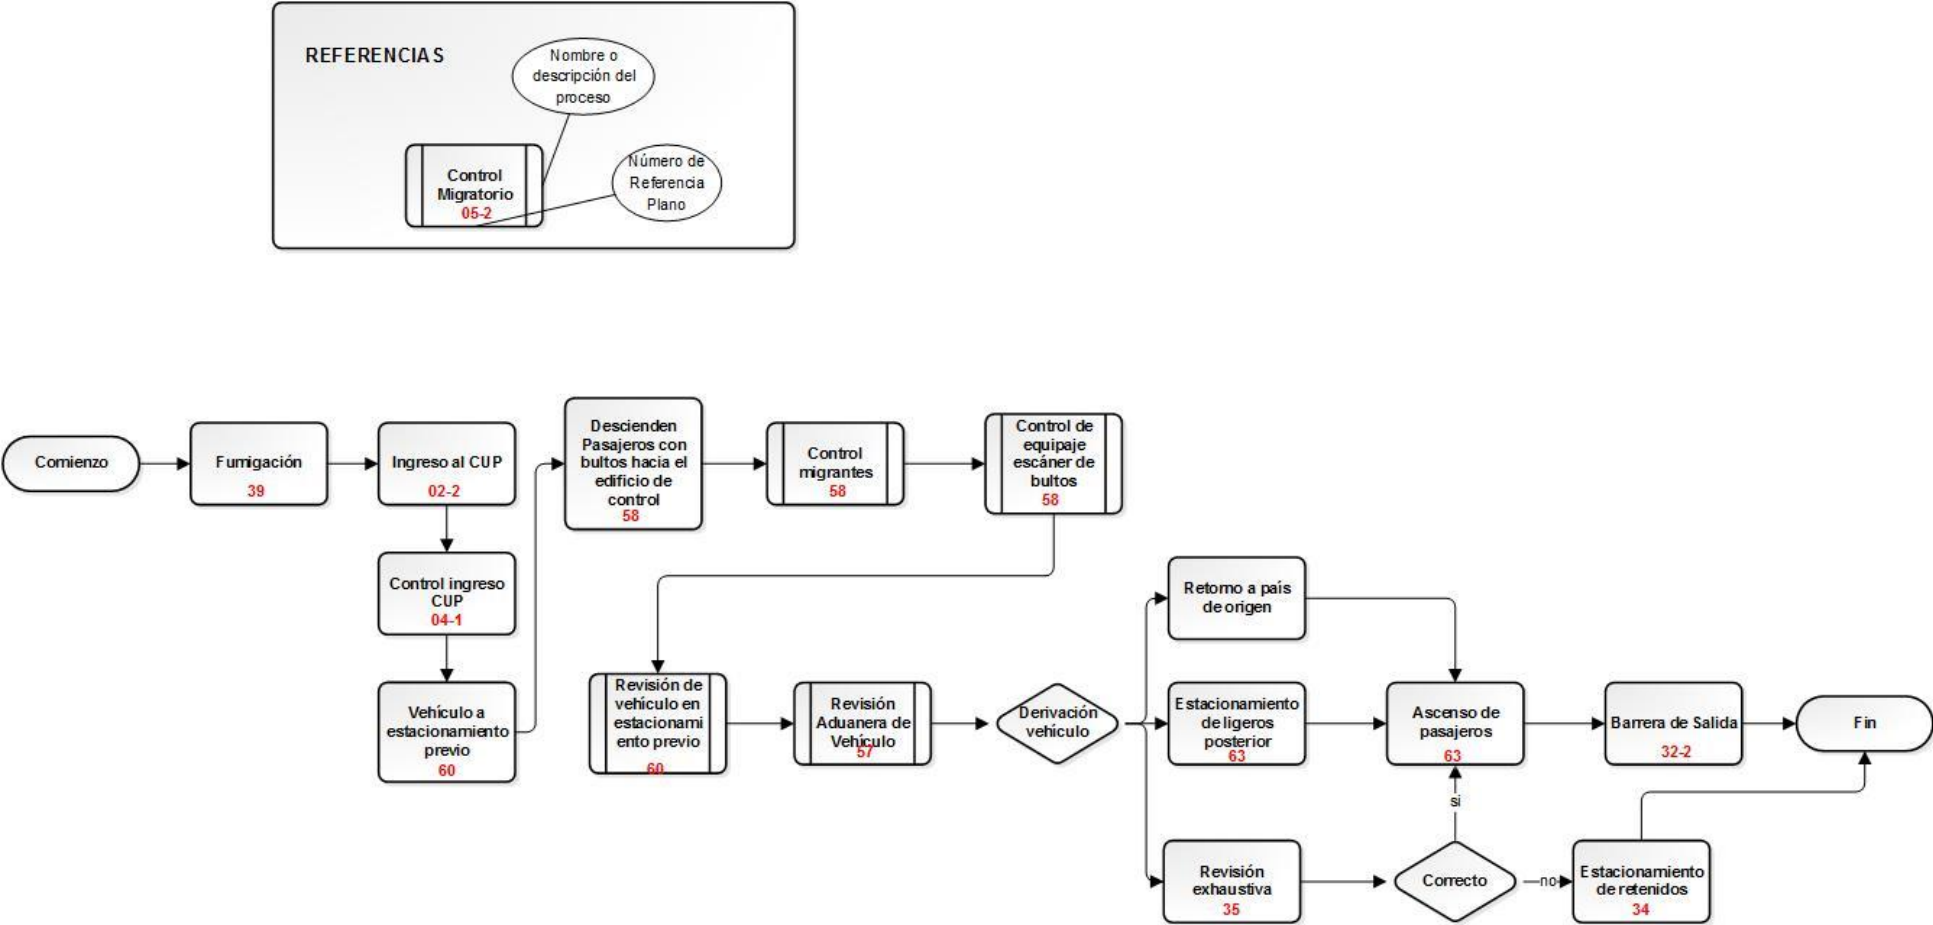 REFERENCIAS
Nombre o
descripción del
proceso
Control
Migratorio
05-2
Número de
Referencia
Plano
Comienzo
Fumigación
39
Ingreso al CUP
02-2
Control ingreso
CUP
04-1
Vehículo a
estacionamiento
previo
60
Descienden
Pasajeros con
bultos hacia el
edificio de
control
58
Control
migrantes
58
Control de
equipaje
escáner de
bultos
58
Revisión de
vehículo en
estacionami
ento previo
60
Revisión
Aduanera de
Vehículo
57
Derivación
vehículo
Retorno a país
de origen
Estacionamiento
de ligeros
posterior
63
Revisión
exhaustiva
35
Correcto
si
no
Ascenso de
pasajeros
63
Estacionamiento
de retenidos
34
Barrera de Salida
32-2
Fin